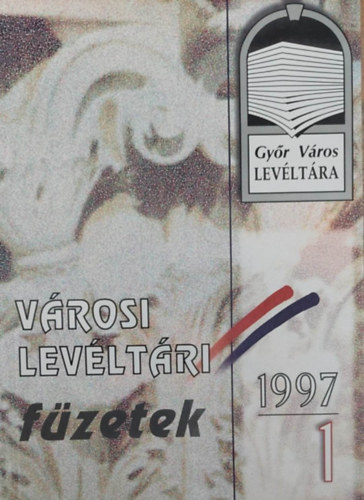 Győr Város
LEVÉLTÁRA
VÁROSI
LEVÉLTÁRI
füzetek
1997
1